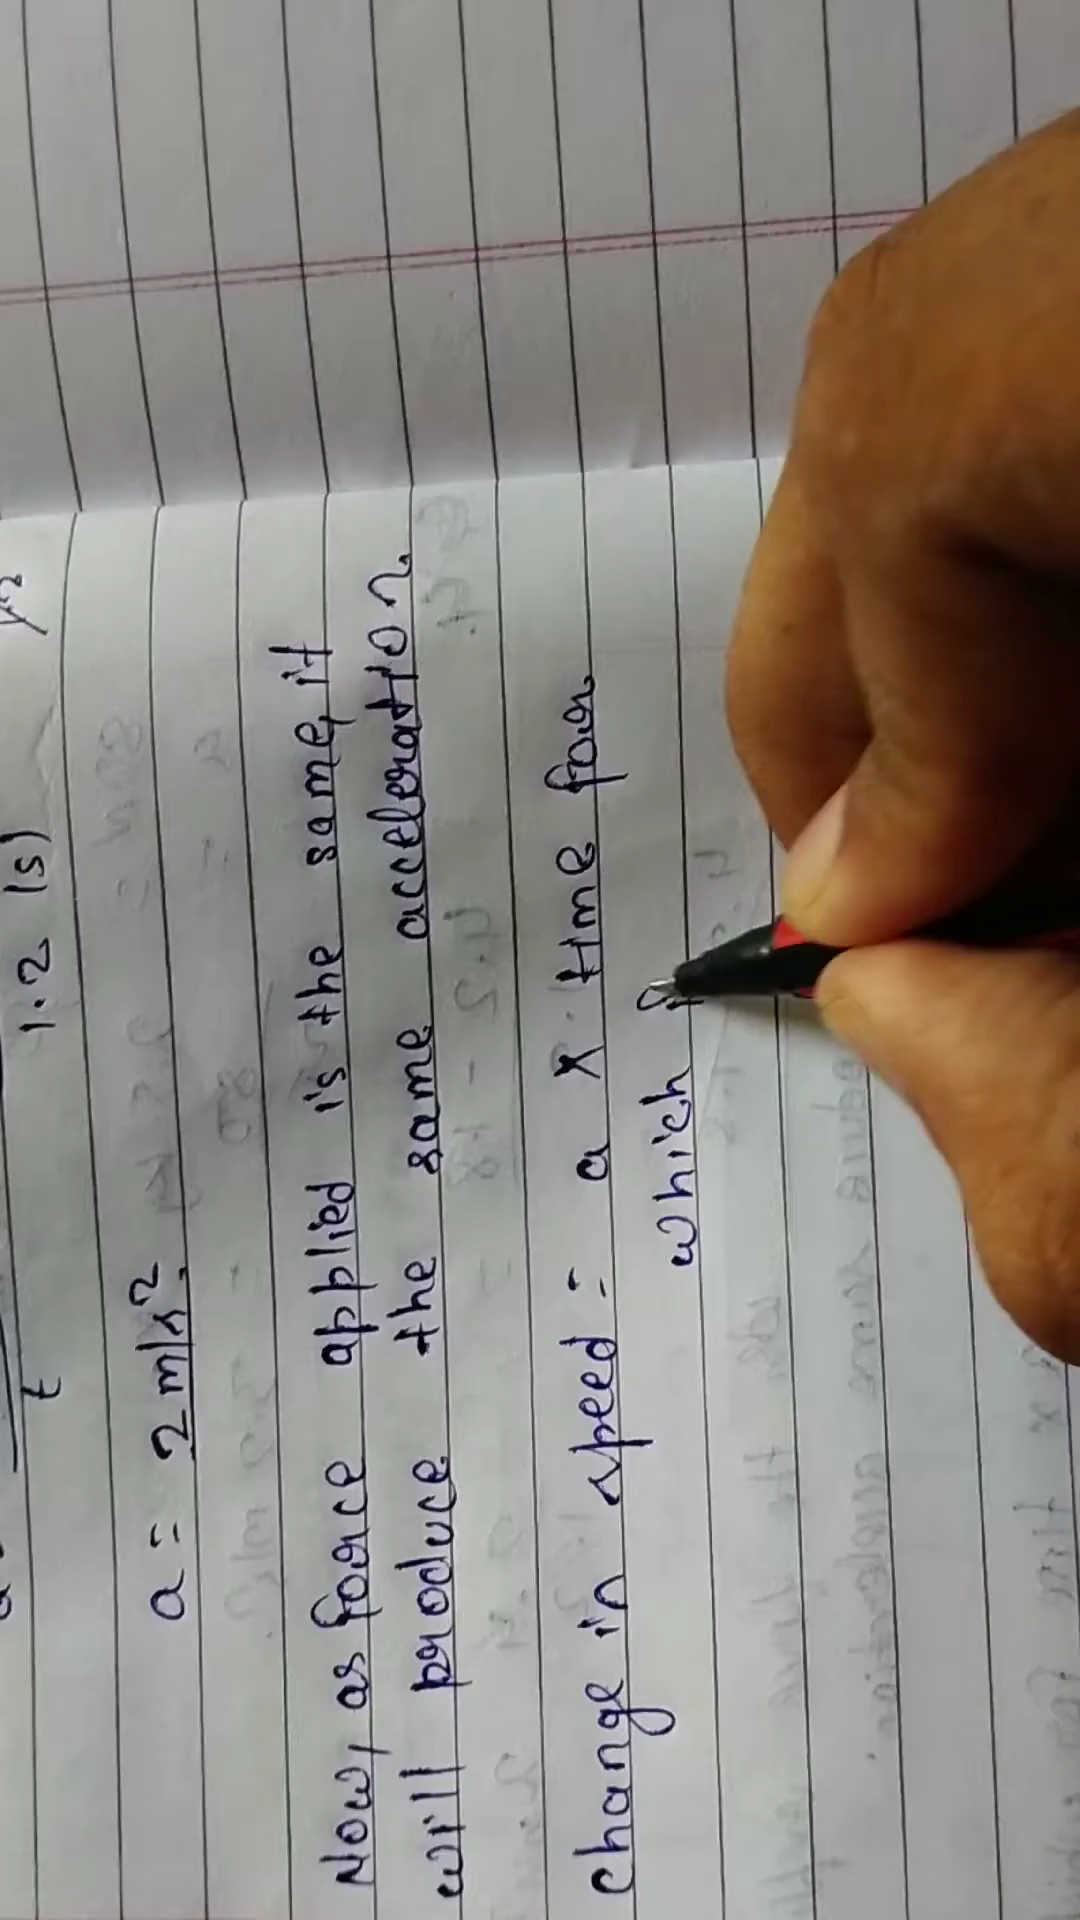 1.2 (s)
t
a = 2 m/s².
Now, as force applied is the same, it
will produce the same acceleration.
Change in speed = a × time for
which f